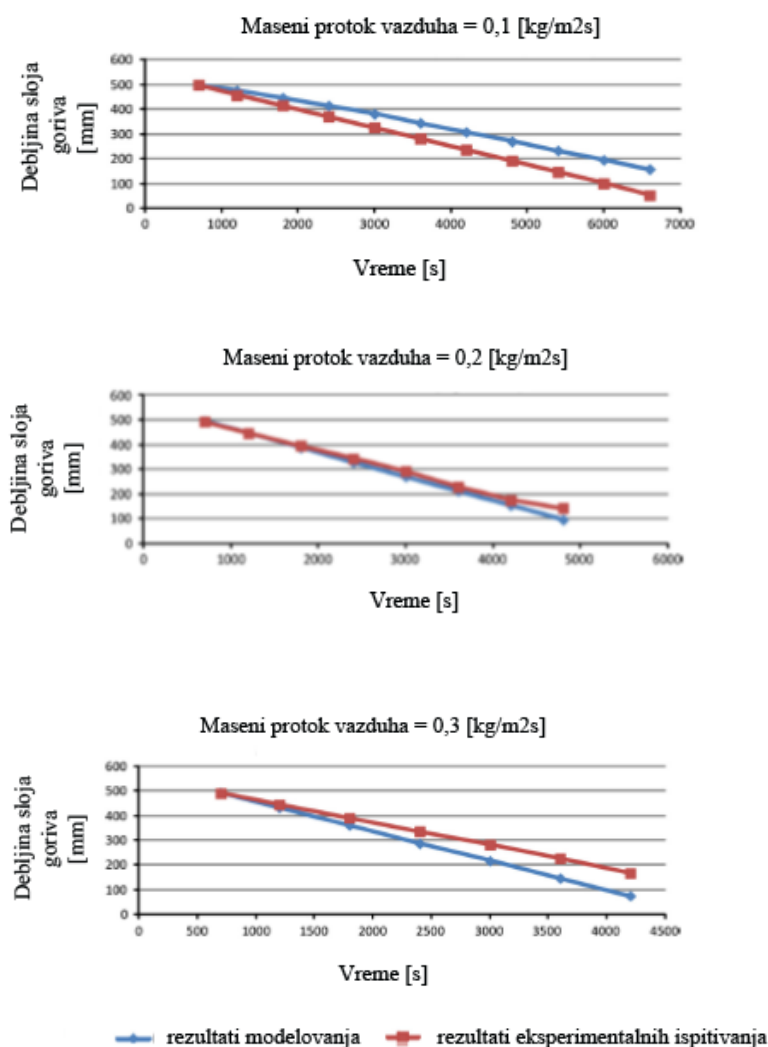 Maseni protok vazduha = 0,1 [kg/m2s]
Debljina sloja
goriva
[mm]
600
500
400
300
200
100
0
0 1000 2000 3000 4000 5000 6000 7000
Vreme [s]
Maseni protok vazduha = 0,2 [kg/m2s]
Debljina sloja
goriva
[mm]
600
500
400
300
200
100
0
0 1000 2000 3000 4000 5000 6000
Vreme [s]
Maseni protok vazduha = 0,3 [kg/m2s]
Debljina sloja
goriva
[mm]
600
500
400
300
200
100
0
0 500 1000 1500 2000 2500 3000 3500 4000 4500
Vreme [s]
rezultati modelovanja rezultati eksperimentalnih ispitivanja